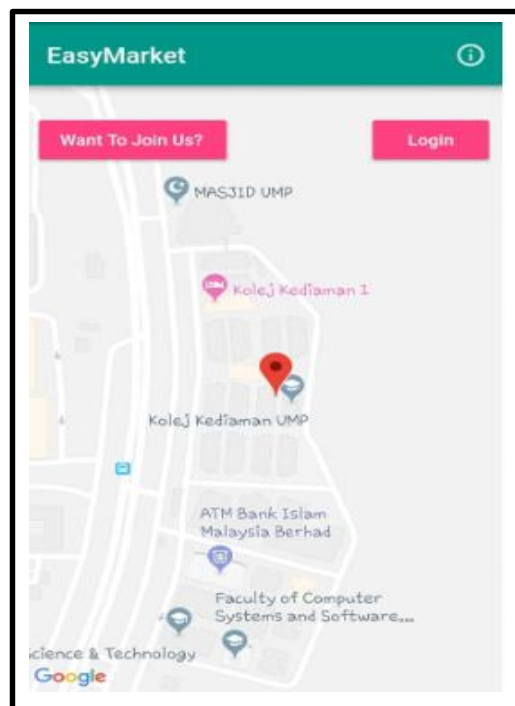 EasyMarket
Want To Join Us?
Login
MASJID UMP
Kolej Kediaman 1
Kolej Kediaman UMP
ATM Bank Islam
Malaysia Berhad
Faculty of Computer
Systems and Software...
cience & Technology
Google